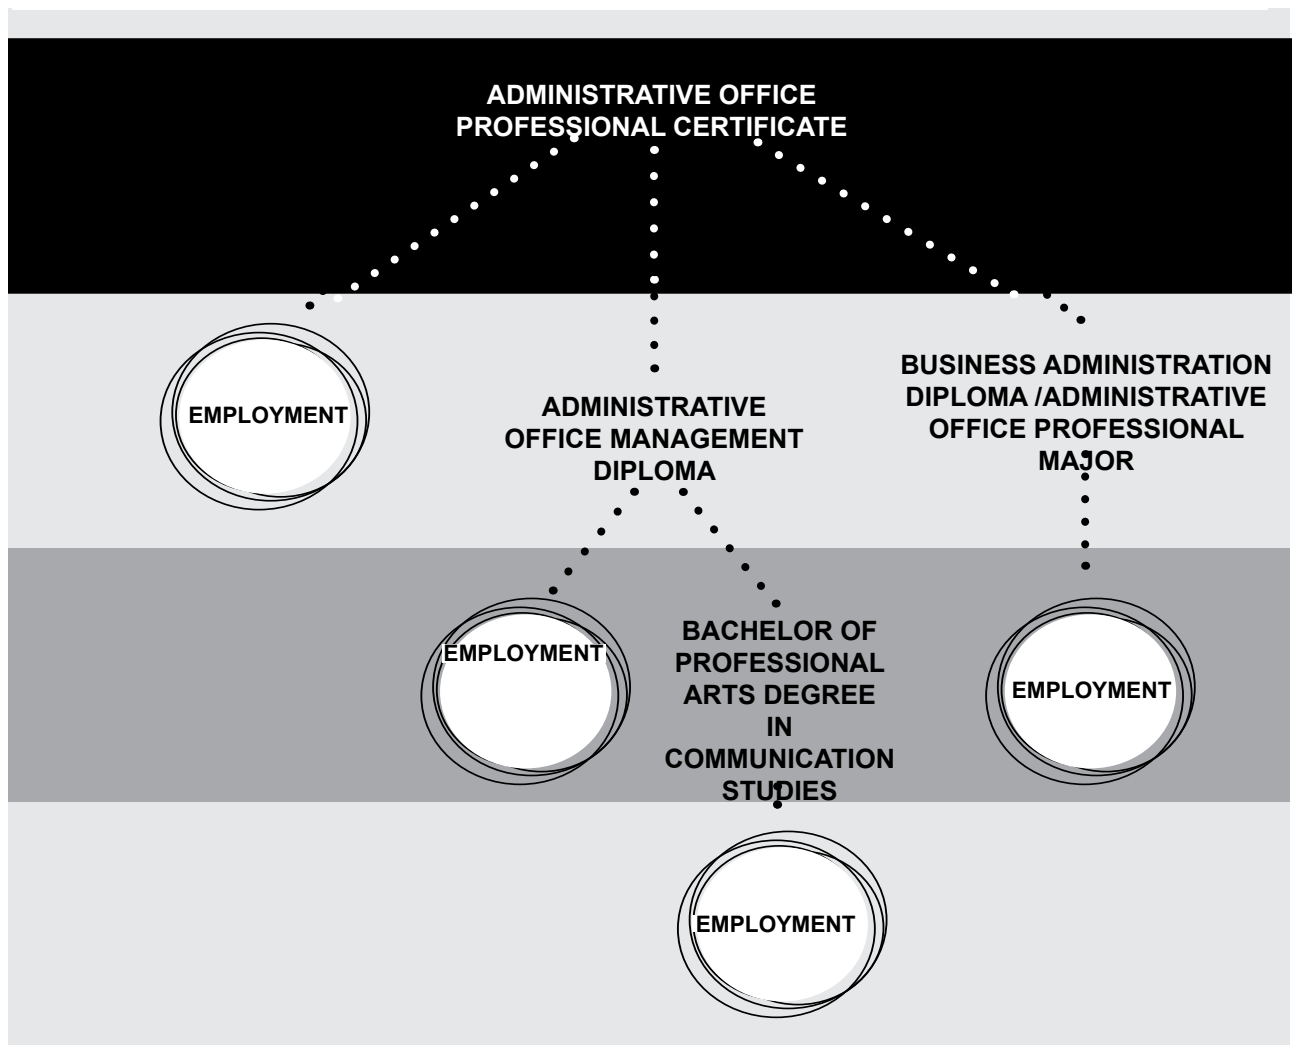 ADMINISTRATIVE OFFICE
PROFESSIONAL CERTIFICATE
EMPLOYMENT
ADMINISTRATIVE
OFFICE MANAGEMENT
DIPLOMA
BUSINESS ADMINISTRATION
DIPLOMA /ADMINISTRATIVE
OFFICE PROFESSIONAL
MAJOR
EMPLOYMENT
BACHELOR OF
PROFESSIONAL
ARTS DEGREE
IN
COMMUNICATION
STUDIES
EMPLOYMENT
EMPLOYMENT